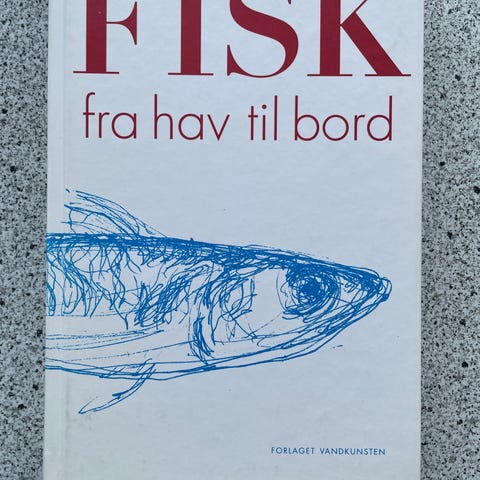 FISK
fra hav til bord
FORLAGET VANDKUNSTEN